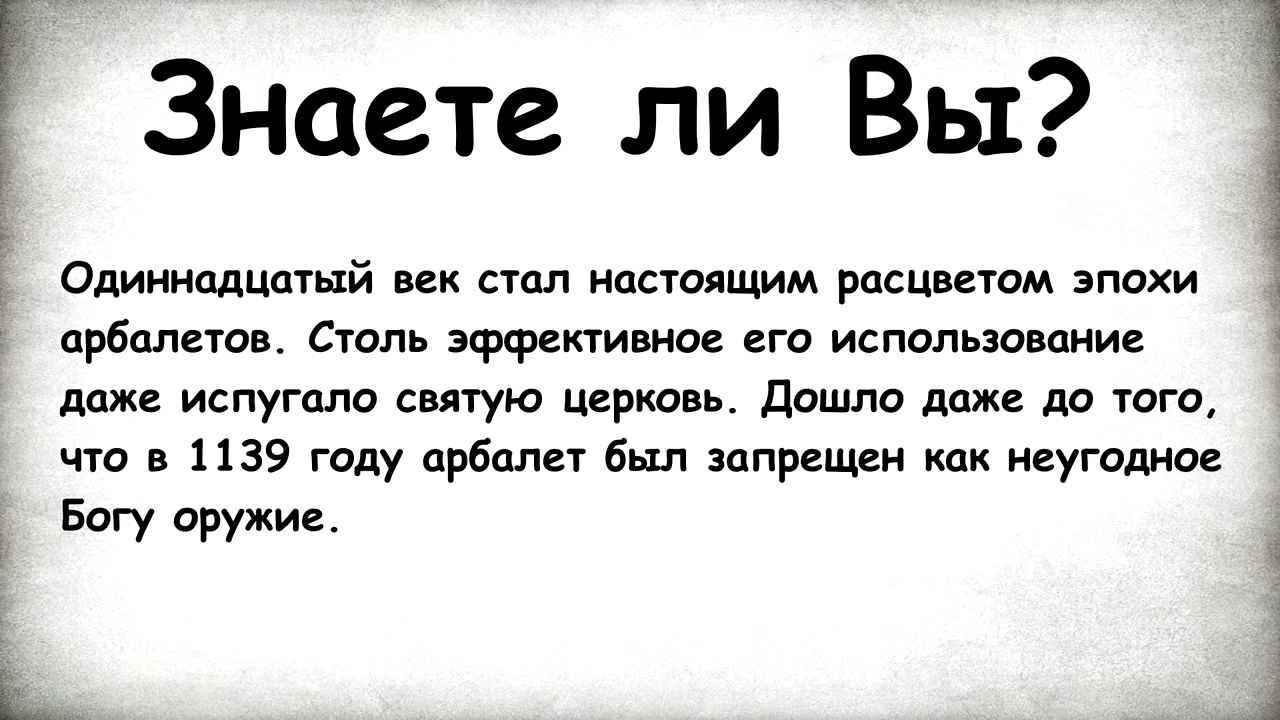 Знаете ли Вы?
Одиннадцатый век стал настоящим расцветом эпохи
арбалетов. Столь эффективное его использование
даже испугало святую церковь. Дошло даже до того,
что в 1139 году арбалет был запрещен как неугодное
Богу оружие.